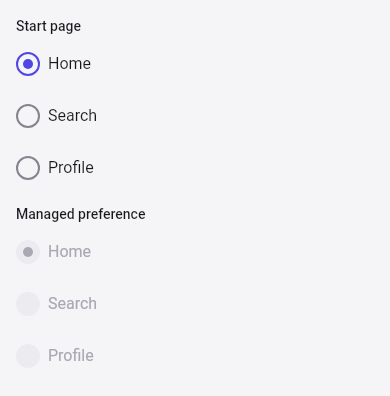 Start page
Home
Search
Profile
Managed preference
Home
Search
Profile